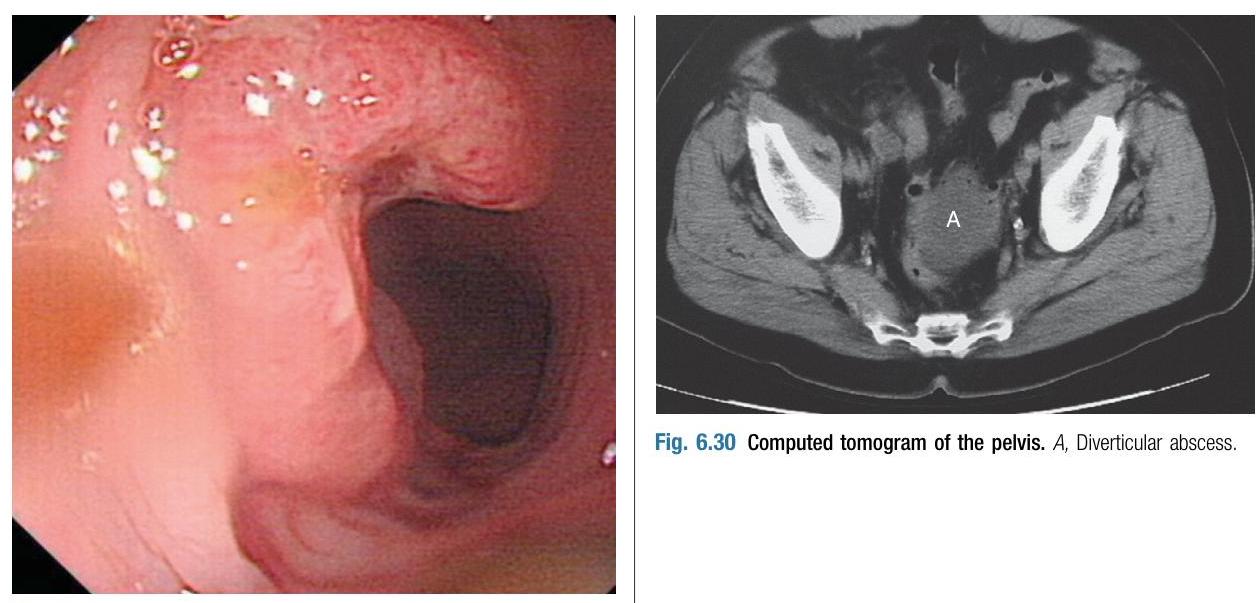 A
Fig. 6.30 Computed tomogram of the pelvis. A, Diverticular abscess.